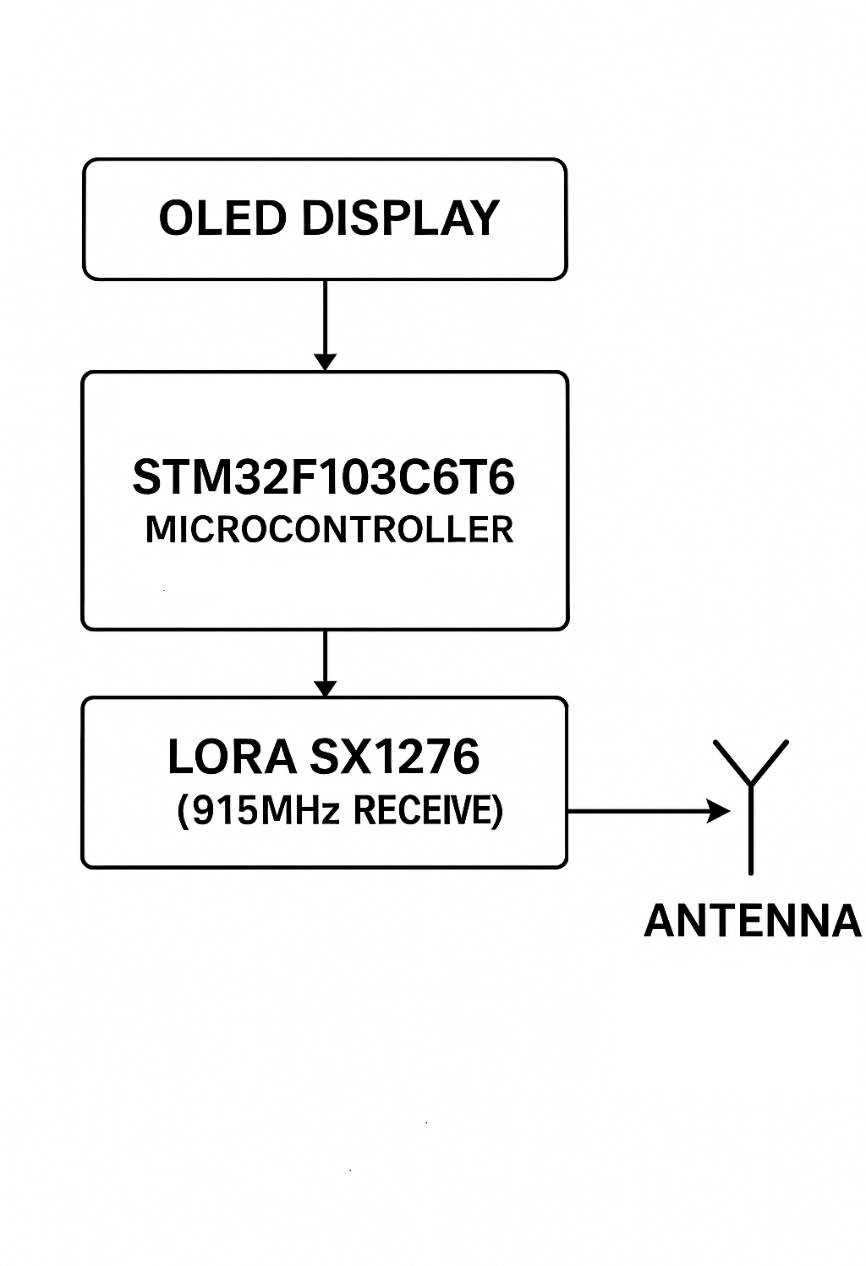 OLED DISPLAY
STM32F103C6T6
MICROCONTROLLER
LORA SX1276
(915MHz RECEIVE)
ANTENNA